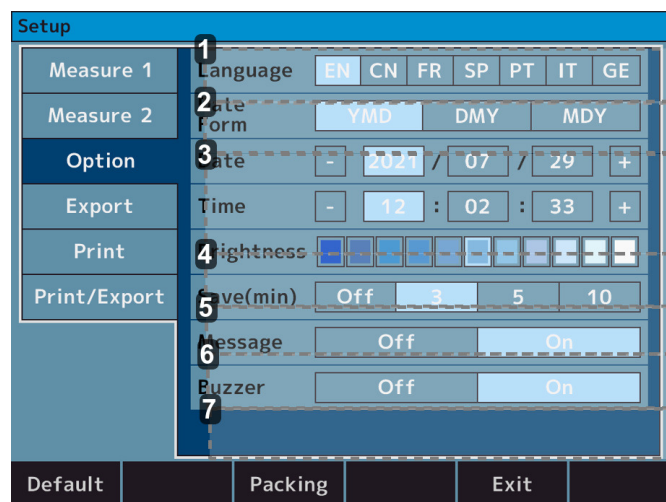 Setup
Measure 1
Measure 2
Option
Export
Print
Print/Export
1
Language EN CN FR SP PT IT GE
2
Date
Form YMD DMY MDY
3
Date - 2021 / 07 / 29 +
Time - 12 : 02 : 33 +
4
Brightness
5
Save(min) Off 3 5 10
6
Message Off On
7
Buzzer Off On
Default Packing Exit